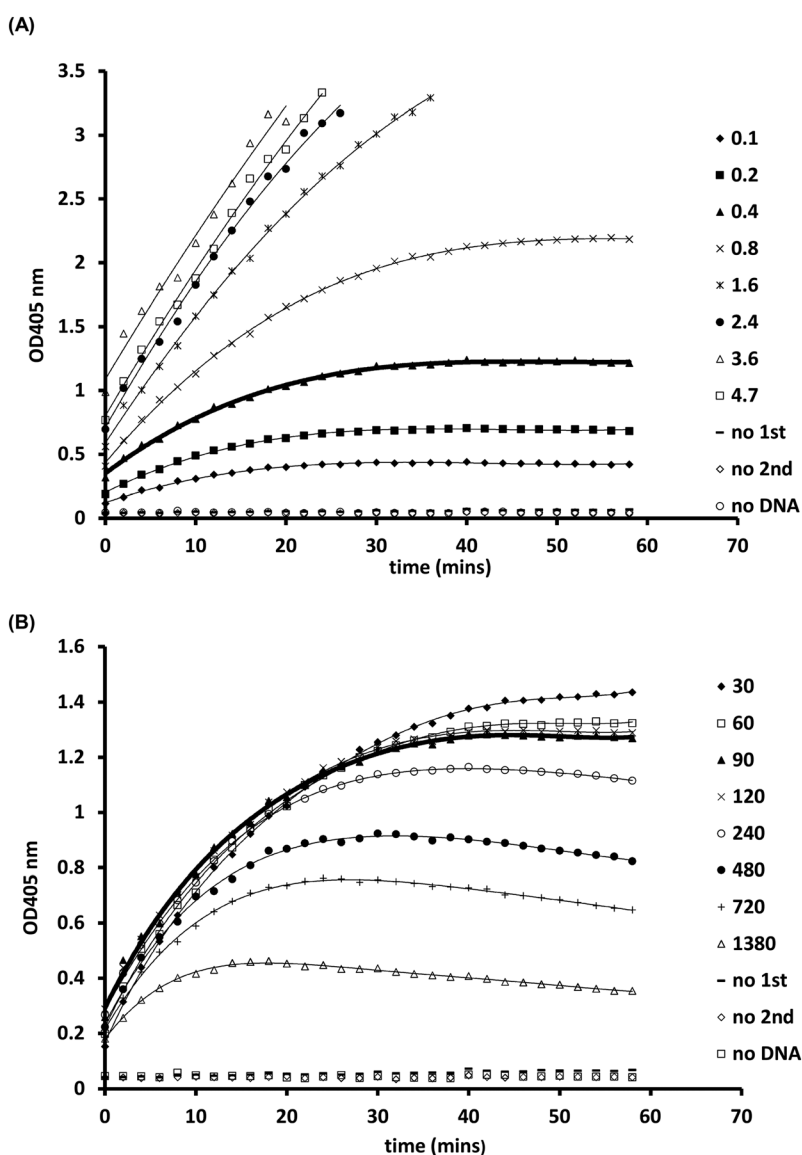 (A)
3.5
3
2.5
2
1.5
1
0.5
0
OD405 nm
0 10 20 30 40 50 60 70
time (mins)
0.1
0.2
0.4
0.8
1.6
2.4
3.6
4.7
no 1st
no 2nd
no DNA
(B)
1.6
1.4
1.2
1
0.8
0.6
0.4
0.2
0
OD405 nm
0 10 20 30 40 50 60 70
time (mins)
30
60
90
120
240
480
720
1380
no 1st
no 2nd
no DNA